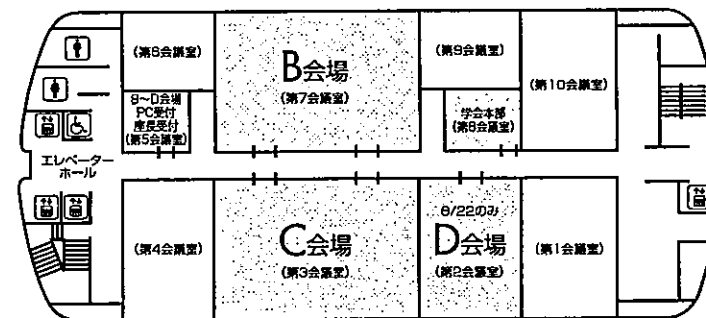 (第6会議室)
B会場
(第7会議室)
(第9会議室)
(第10会議室)
B〜D会場
PC受付
座長受付
(第5会議室)
学会本部
(第8会議室)
エレベーター
ホール
(第4会議室)
C会場
(第3会議室)
8/22のみ
D会場
(第2会議室)
(第1会議室)